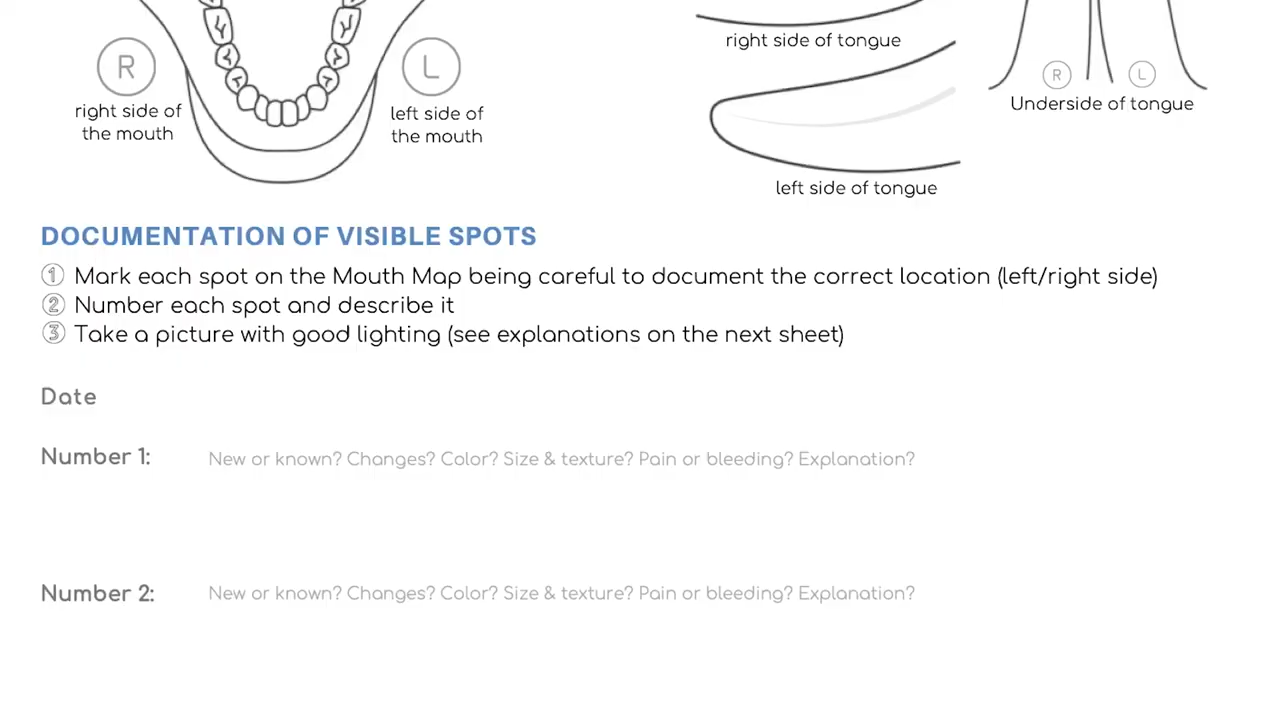 R
right side of
the mouth
L
left side of
the mouth
right side of tongue
left side of tongue
R
L
Underside of tongue
DOCUMENTATION OF VISIBLE SPOTS
① Mark each spot on the Mouth Map being careful to document the correct location (left/right side)
② Number each spot and describe it
③ Take a picture with good lighting (see explanations on the next sheet)
Date
Number 1: New or known? Changes? Color? Size & texture? Pain or bleeding? Explanation?
Number 2: New or known? Changes? Color? Size & texture? Pain or bleeding? Explanation?